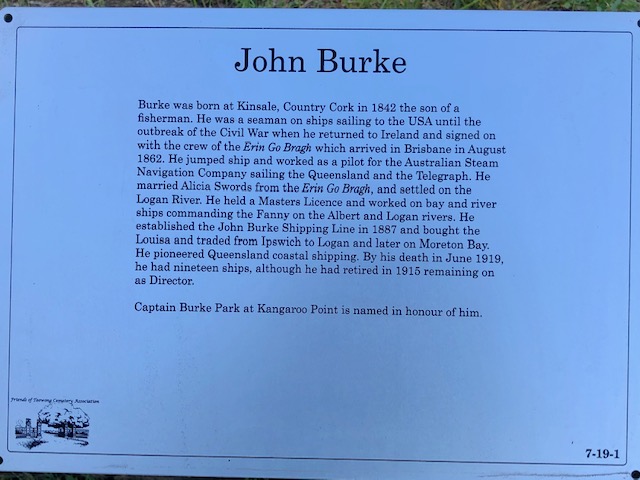 John Burke
Burke was born at Kinsale, Country Cork in 1842 the son of a
fisherman. He was a seaman on ships sailing to the USA until the
outbreak of the Civil War when he returned to Ireland and signed on
with the crew of the Erin Go Bragh which arrived in Brisbane in August
1862. He jumped ship and worked as a pilot for the Australian Steam
Navigation Company sailing the Queensland and the Telegraph. He
married Alicia Swords from the Erin Go Bragh, and settled on the
Logan River. He held a Masters Licence and worked on bay and river
ships commanding the Fanny on the Albert and Logan rivers. He
established the John Burke Shipping Line in 1887 and bought the
Louisa and traded from Ipswich to Logan and later on Moreton Bay.
He pioneered Queensland coastal shipping. By his death in June 1919,
he had nineteen ships, although he had retired in 1915 remaining on
as Director.
Captain Burke Park at Kangaroo Point is named in honour of him.
Friends of Toowong Cemetery Association
7-19-1